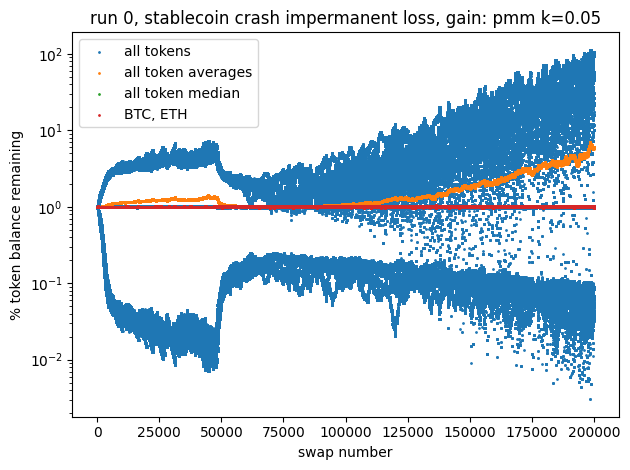 run 0, stablecoin crash impermanent loss, gain: pmm k=0.05
all tokens
all token averages
all token median
BTC, ETH
% token balance remaining
10²
10¹
10⁰
10⁻¹
10⁻²
0 25000 50000 75000 100000 125000 150000 175000 200000
swap number